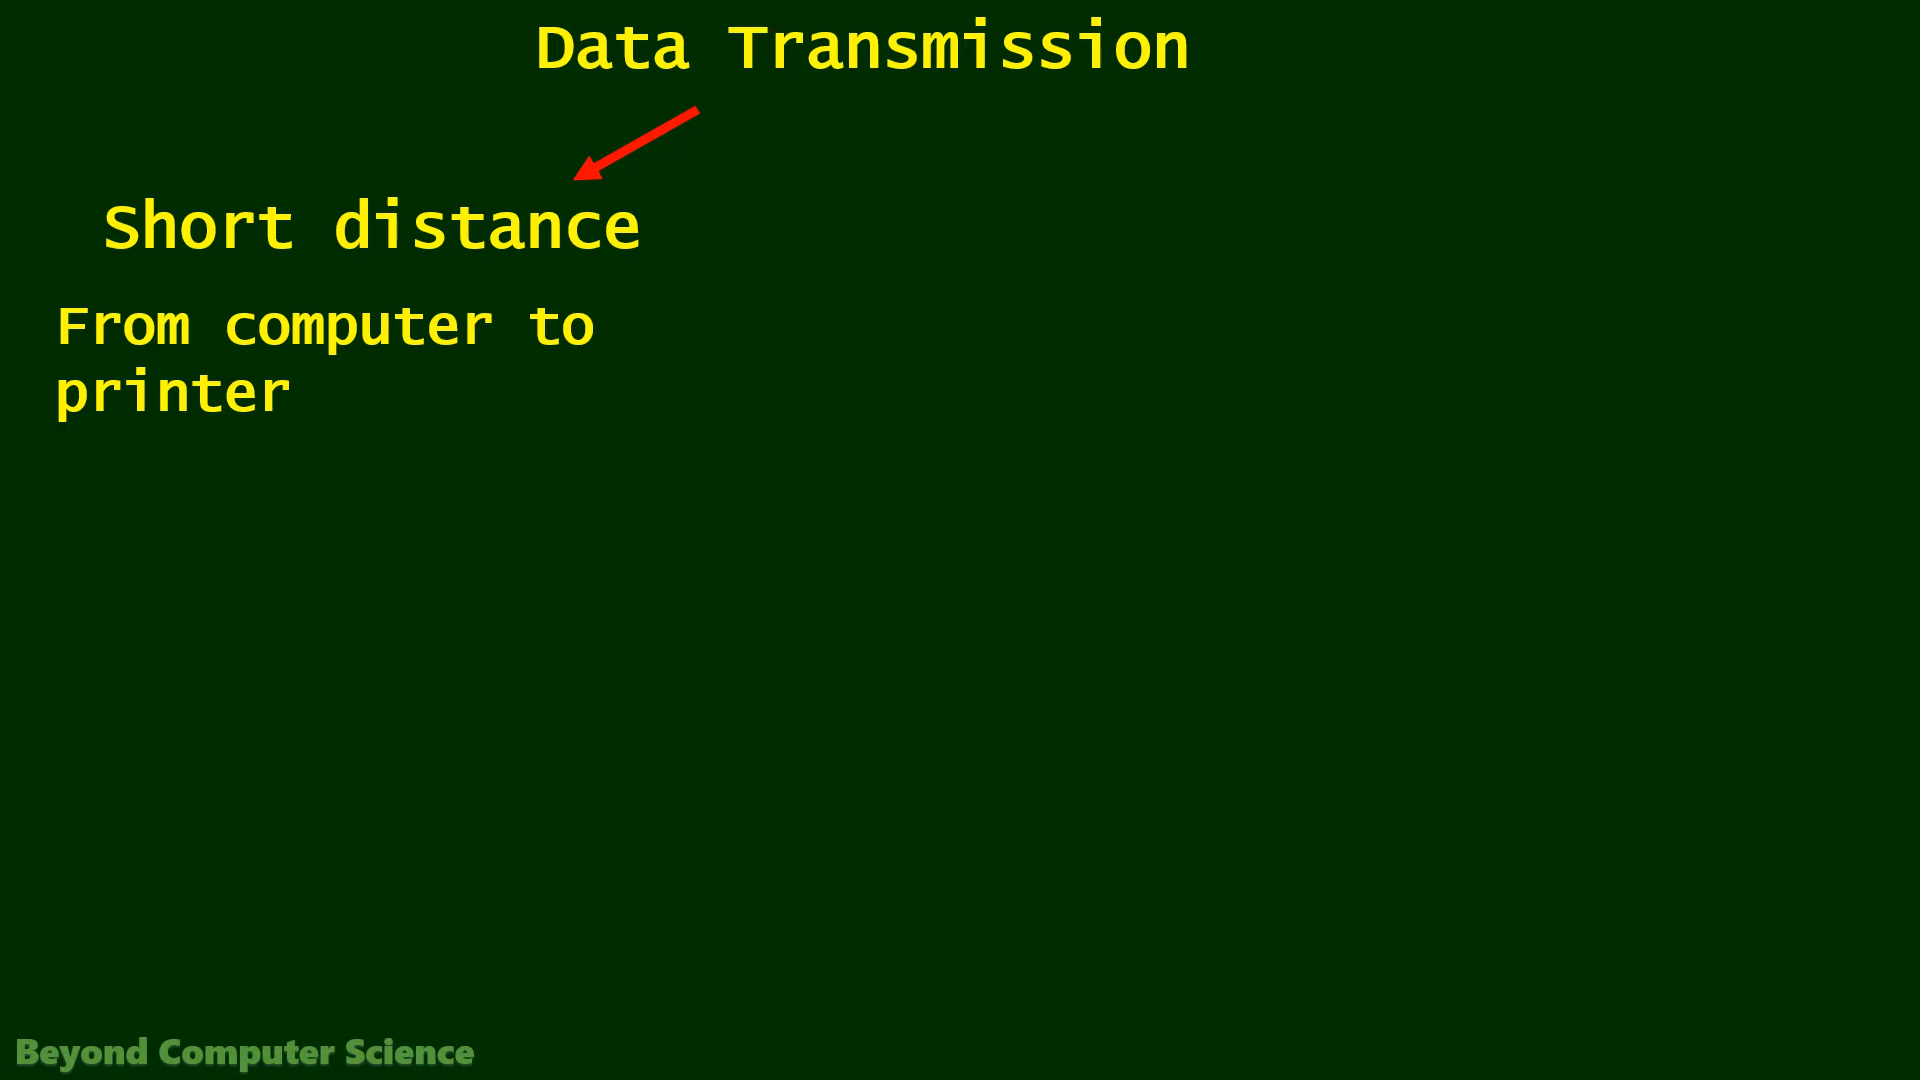 Data Transmission
Short distance
From computer to
printer
Beyond Computer Science